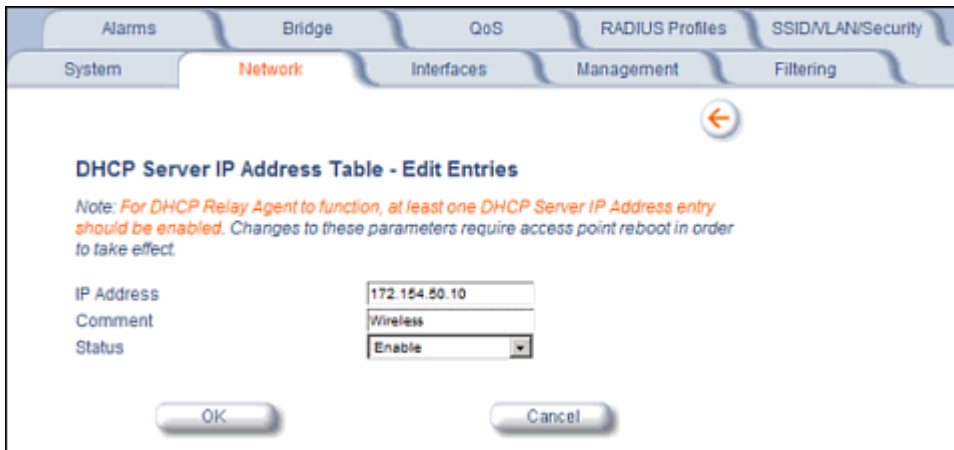 Alarms Bridge QoS RADIUS Profiles SSID/VLAN/Security
System Network Interfaces Management Filtering
DHCP Server IP Address Table - Edit Entries
Note: For DHCP Relay Agent to function, at least one DHCP Server IP Address entry
should be enabled. Changes to these parameters require access point reboot in order
to take effect.
IP Address 172.154.50.10
Comment Wireless
Status Enable
OK Cancel